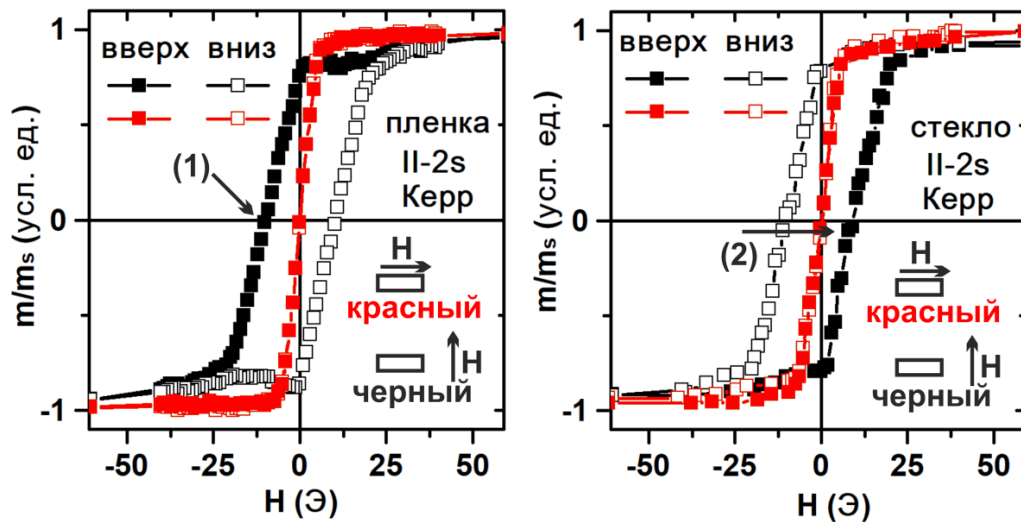 вверх вниз
пленка
II-2s
Керр
(1)
H
красный
H
черный
m/ms (усл. ед.)
1
0
-1
-50 -25 0 25 50
H (Э)
вверх вниз
стекло
II-2s
Керр
(2)
H
красный
H
черный
m/ms (усл. ед.)
1
0
-1
-50 -25 0 25 50
H (Э)